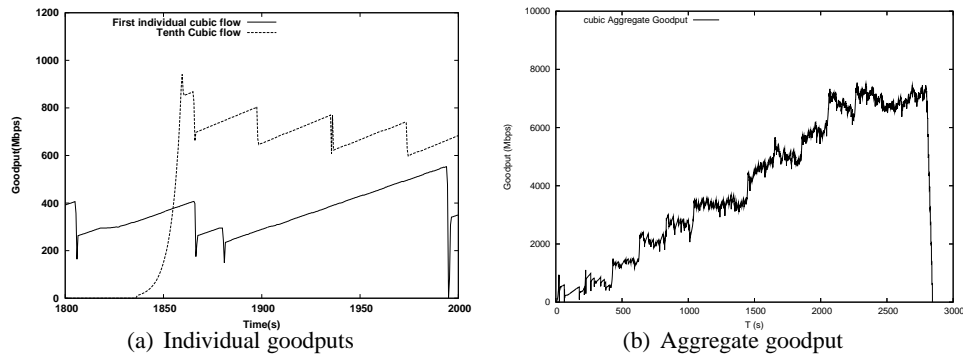 First individual cubic flow
Tenth Cubic flow
1200
1000
800
600
400
200
0
Goodput(Mbps)
1800
1850
1900
1950
2000
Time(s)
(a) Individual goodputs
cubic Aggregate Goodput
10000
8000
6000
4000
2000
0
Goodput (Mbps)
0
500
1000
1500
2000
2500
3000
T (s)
(b) Aggregate goodput